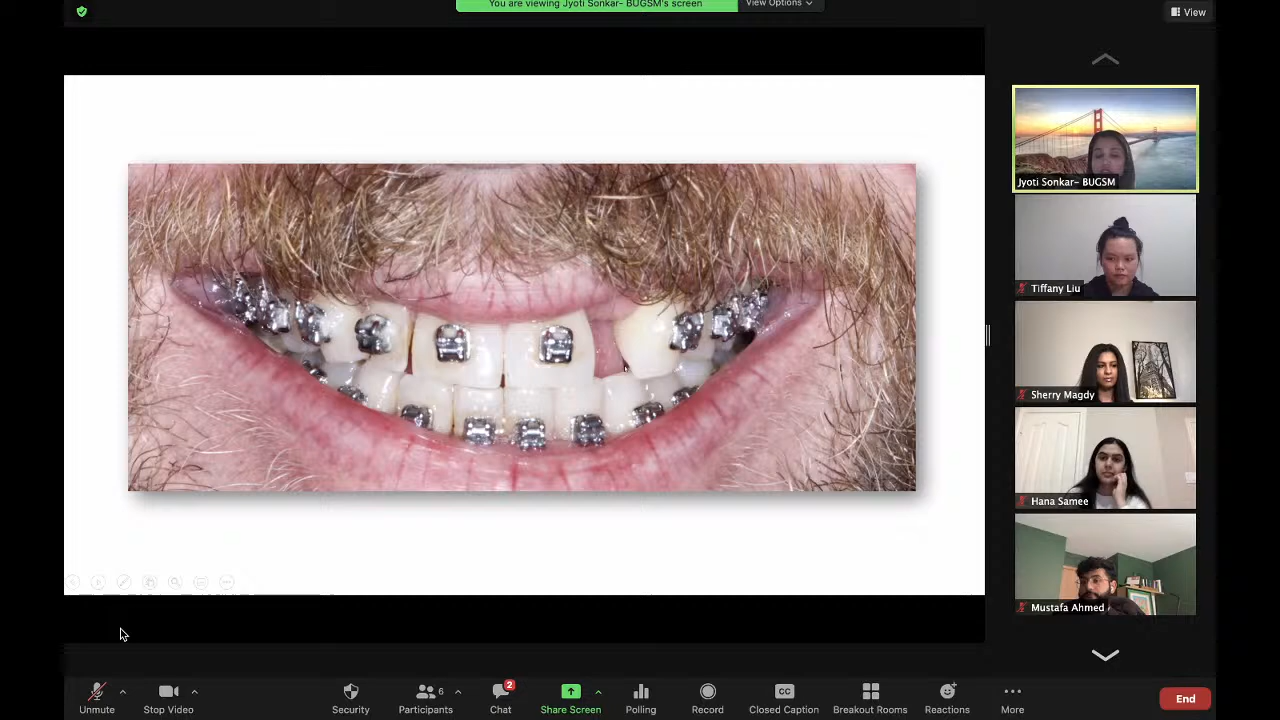 You are viewing Jyoti Sonkar- BUGSM's screen
View Options
View
Jyoti Sonkar- BUGSM
Tiffany Liu
Sherry Magdy
Hana Samee
Mustafa Ahmed
Unmute
Stop Video
Security
6
Participants
2
Chat
Share Screen
Polling
Record
CC
Closed Caption
Breakout Rooms
Reactions
More
End